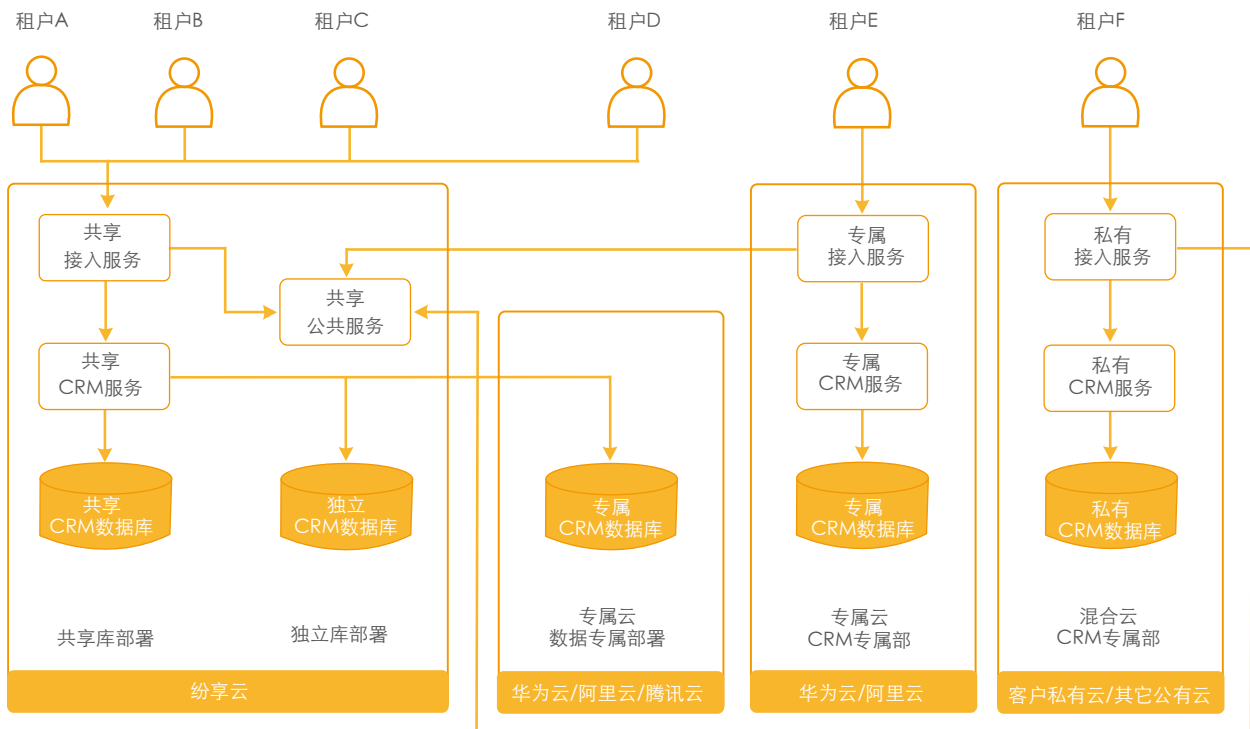 租户A
租户B
租户C
租户D
租户E
租户F
共享
接入服务
共享
公共服务
共享
CRM服务
共享
CRM数据库
独立
CRM数据库
共享库部署
独立库部署
纷享云
专属
CRM数据库
专属云
数据专属部署
华为云/阿里云/腾讯云
专属
接入服务
专属
CRM服务
专属
CRM数据库
专属云
CRM专属部
华为云/阿里云
私有
接入服务
私有
CRM服务
私有
CRM数据库
混合云
CRM专属部
客户私有云/其它公有云